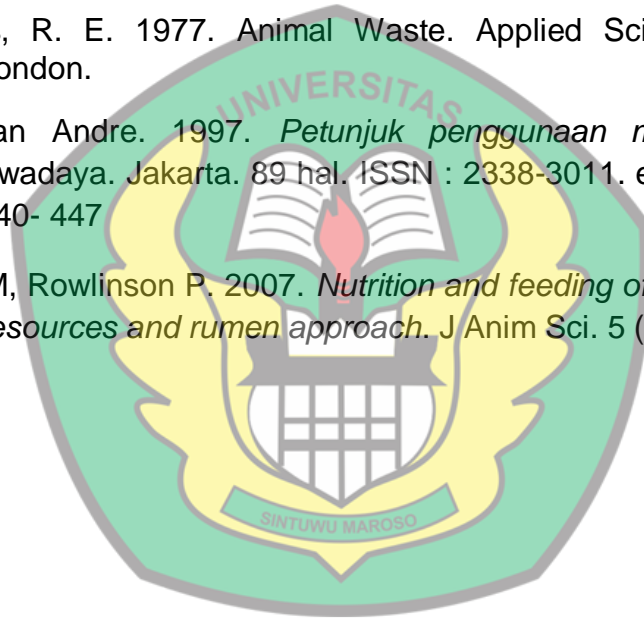 s, R. E. 1977. Animal Waste. Applied Sci
ondon.
UNIVERSITAS
an Andre. 1997. Petunjuk penggunaan
wadaya. Jakarta. 89 hal. ISSN : 2338-3011. e
40- 447
M, Rowlinson P. 2007. Nutrition and feeding of
esources and rumen approach. J Anim Sci. 5 (
SINTUWU MAROSO